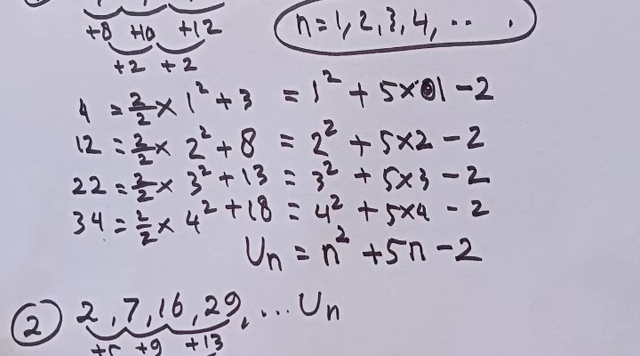 +8 +10 +12
n=1, 2, 3, 4, ...
+2 +2
4 = 2/2 × 1² + 3 = 1² + 5×1 − 2
12 = 2/2 × 2² + 8 = 2² + 5×2 − 2
22 = 2/2 × 3² + 13 = 3² + 5×3 − 2
34 = 2/2 × 4² + 18 = 4² + 5×4 − 2
Un = n² + 5n − 2
② 2, 7, 16, 29, ... Un
+5 +9 +13